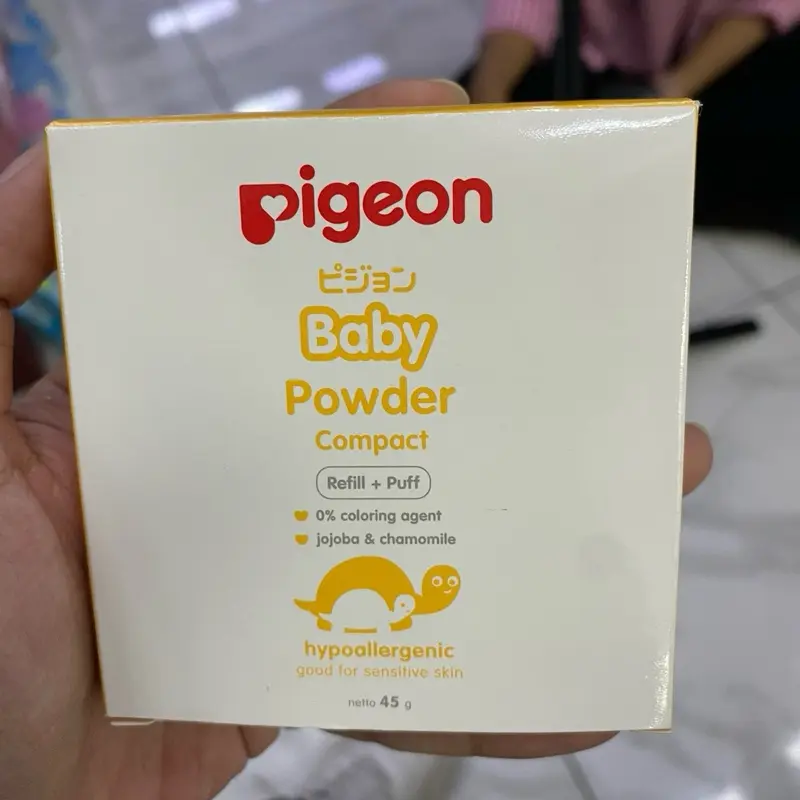 pigeon
ピジョン
Baby
Powder
Compact
Refill + Puff
0% coloring agent
jojoba & chamomile
hypoallergenic
good for sensitive skin
netto 45 g